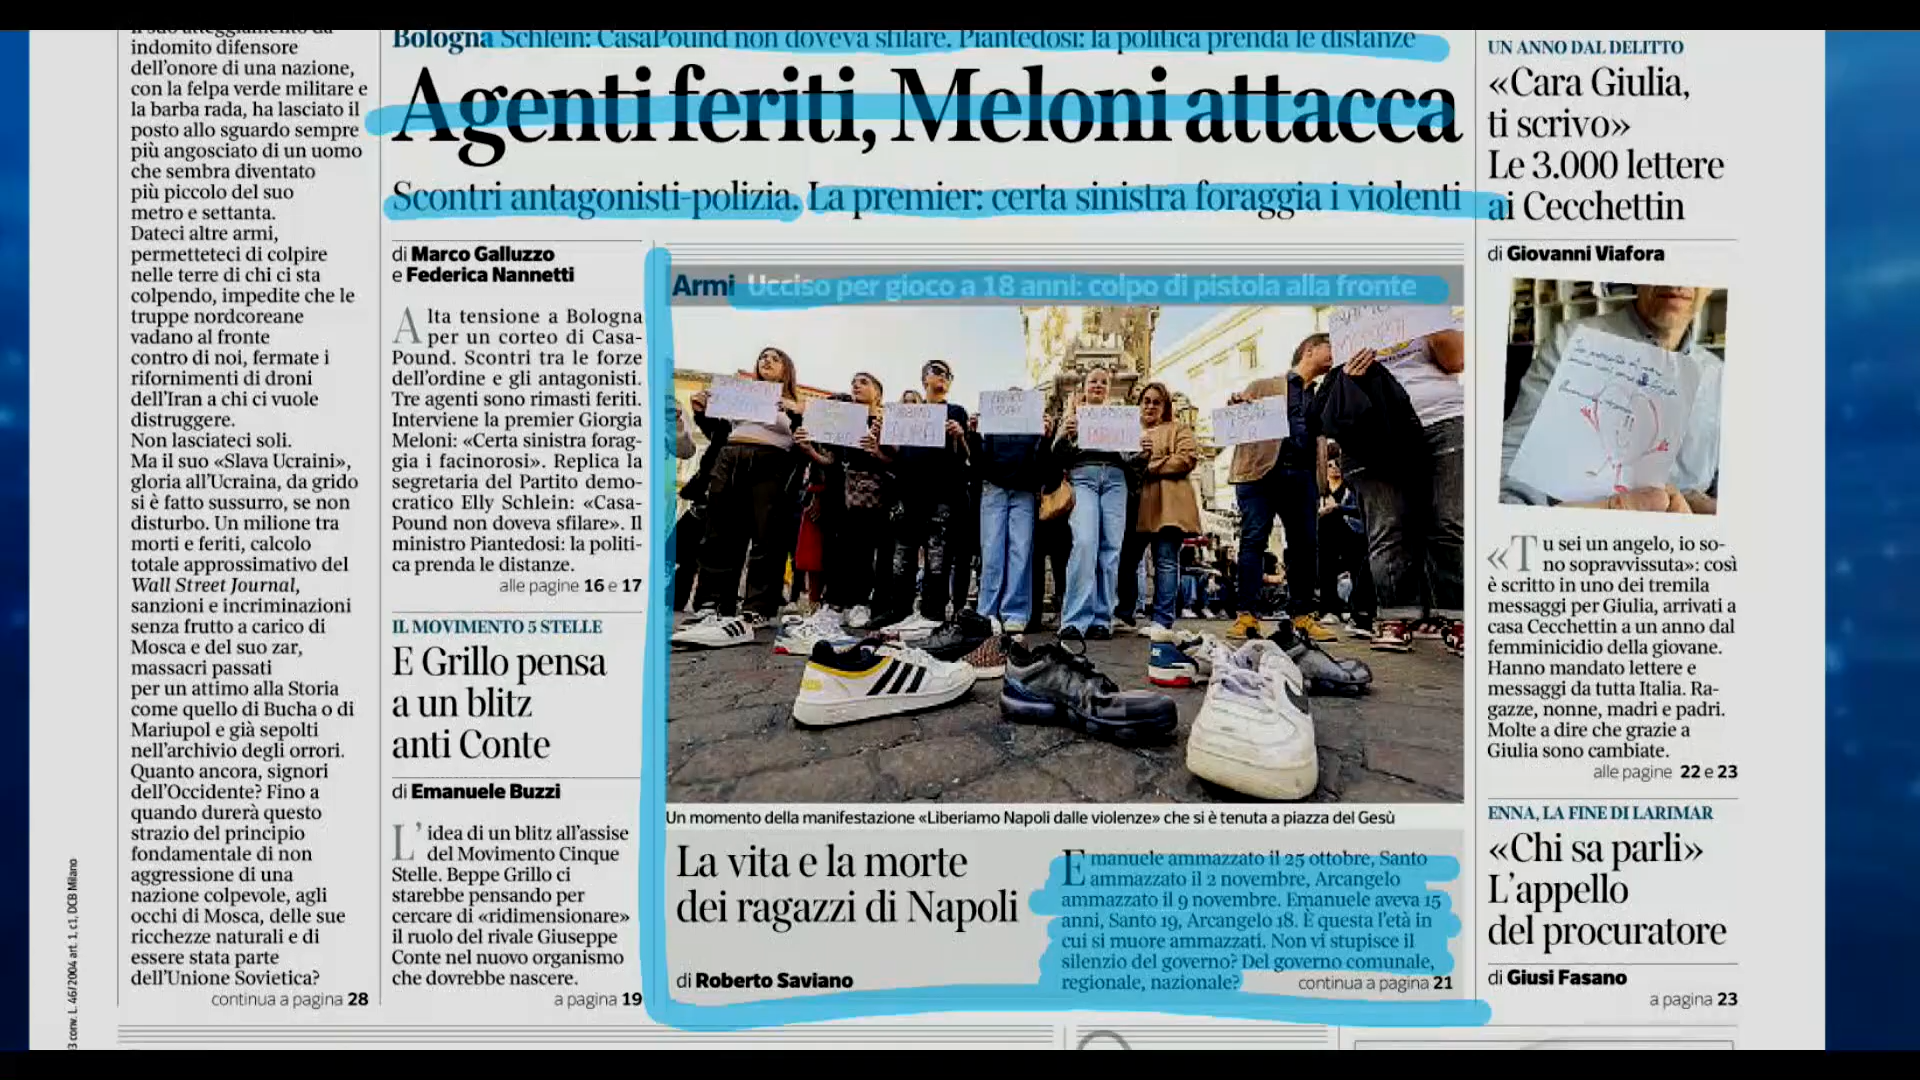 indomito difensore
dell'onore di una nazione,
con la felpa verde militare e
la barba rada, ha lasciato il
posto allo sguardo sempre
più angosciato di un uomo
che sembra diventato
più piccolo del suo
metro e settanta.
Dateci altre armi,
permetteteci di colpire
nelle terre di chi ci sta
colpendo, impedite che le
truppe nordcoreane
vadano al fronte
contro di noi, fermate i
rifornimenti di droni
dell'Iran a chi ci vuole
distruggere.
Non lasciateci soli.
Ma il suo «Slava Ucraini»,
gloria all'Ucraina, da grido
si è fatto sussurro, se non
disturbo. Un milione tra
morti e feriti, calcolo
totale approssimativo del
Wall Street Journal,
sanzioni e incriminazioni
senza frutto a carico di
Mosca e del suo zar,
massacri passati
per un attimo alla Storia
come quello di Bucha o di
Mariupol e già sepolti
nell'archivio degli orrori.
Quanto ancora, signori
dell'Occidente? Fino a
quando durerà questo
strazio del principio
fondamentale di non
aggressione di una
nazione colpevole, agli
occhi di Mosca, delle sue
ricchezze naturali e di
essere stata parte
dell'Unione Sovietica?
continua a pagina 28
Bologna Schlein: CasaPound non doveva sfilare. Piantedosi: la politica prenda le distanze
Agenti feriti, Meloni attacca
Scontri antagonisti-polizia. La premier: certa sinistra foraggia i violenti
di Marco Galluzzo
e Federica Nannetti
Alta tensione a Bologna
per un corteo di Casa-
Pound. Scontri tra le forze
dell'ordine e gli antagonisti.
Tre agenti sono rimasti feriti.
Interviene la premier Giorgia
Meloni: «Certa sinistra forag-
gia i facinorosi». Replica la
segretaria del Partito demo-
cratico Elly Schlein: «Casa-
Pound non doveva sfilare». Il
ministro Piantedosi: la politi-
ca prenda le distanze.
alle pagine 16 e 17
IL MOVIMENTO 5 STELLE
E Grillo pensa
a un blitz
anti Conte
di Emanuele Buzzi
L'idea di un blitz all'assise
del Movimento Cinque
Stelle. Beppe Grillo ci
starebbe pensando per
cercare di «ridimensionare»
il ruolo del rivale Giuseppe
Conte nel nuovo organismo
che dovrebbe nascere.
a pagina 19
Armi Ucciso per gioco a 18 anni: colpo di pistola alla fronte
Un momento della manifestazione «Liberiamo Napoli dalle violenze» che si è tenuta a piazza del Gesù
La vita e la morte
dei ragazzi di Napoli
di Roberto Saviano
Emanuele ammazzato il 25 ottobre, Santo
ammazzato il 2 novembre, Arcangelo
ammazzato il 9 novembre. Emanuele aveva 15
anni, Santo 19, Arcangelo 18. È questa l'età in
cui si muore ammazzati. Non vi stupisce il
silenzio del governo? Del governo comunale,
regionale, nazionale?
continua a pagina 21
UN ANNO DAL DELITTO
«Cara Giulia,
ti scrivo»
Le 3.000 lettere
ai Cecchettin
di Giovanni Viafora
«Tu sei un angelo, io so-
no sopravvissuta»: così
è scritto in uno dei tremila
messaggi per Giulia, arrivati a
casa Cecchettin a un anno dal
femminicidio della giovane.
Hanno mandato lettere e
messaggi da tutta Italia. Ra-
gazze, nonne, madri e padri.
Molte a dire che grazie a
Giulia sono cambiate.
alle pagine 22 e 23
ENNA, LA FINE DI LARIMAR
«Chi sa parli»
L'appello
del procuratore
di Giusi Fasano
a pagina 23
3 conv. L. 46/2004 art. 1, c1, DCB Milano